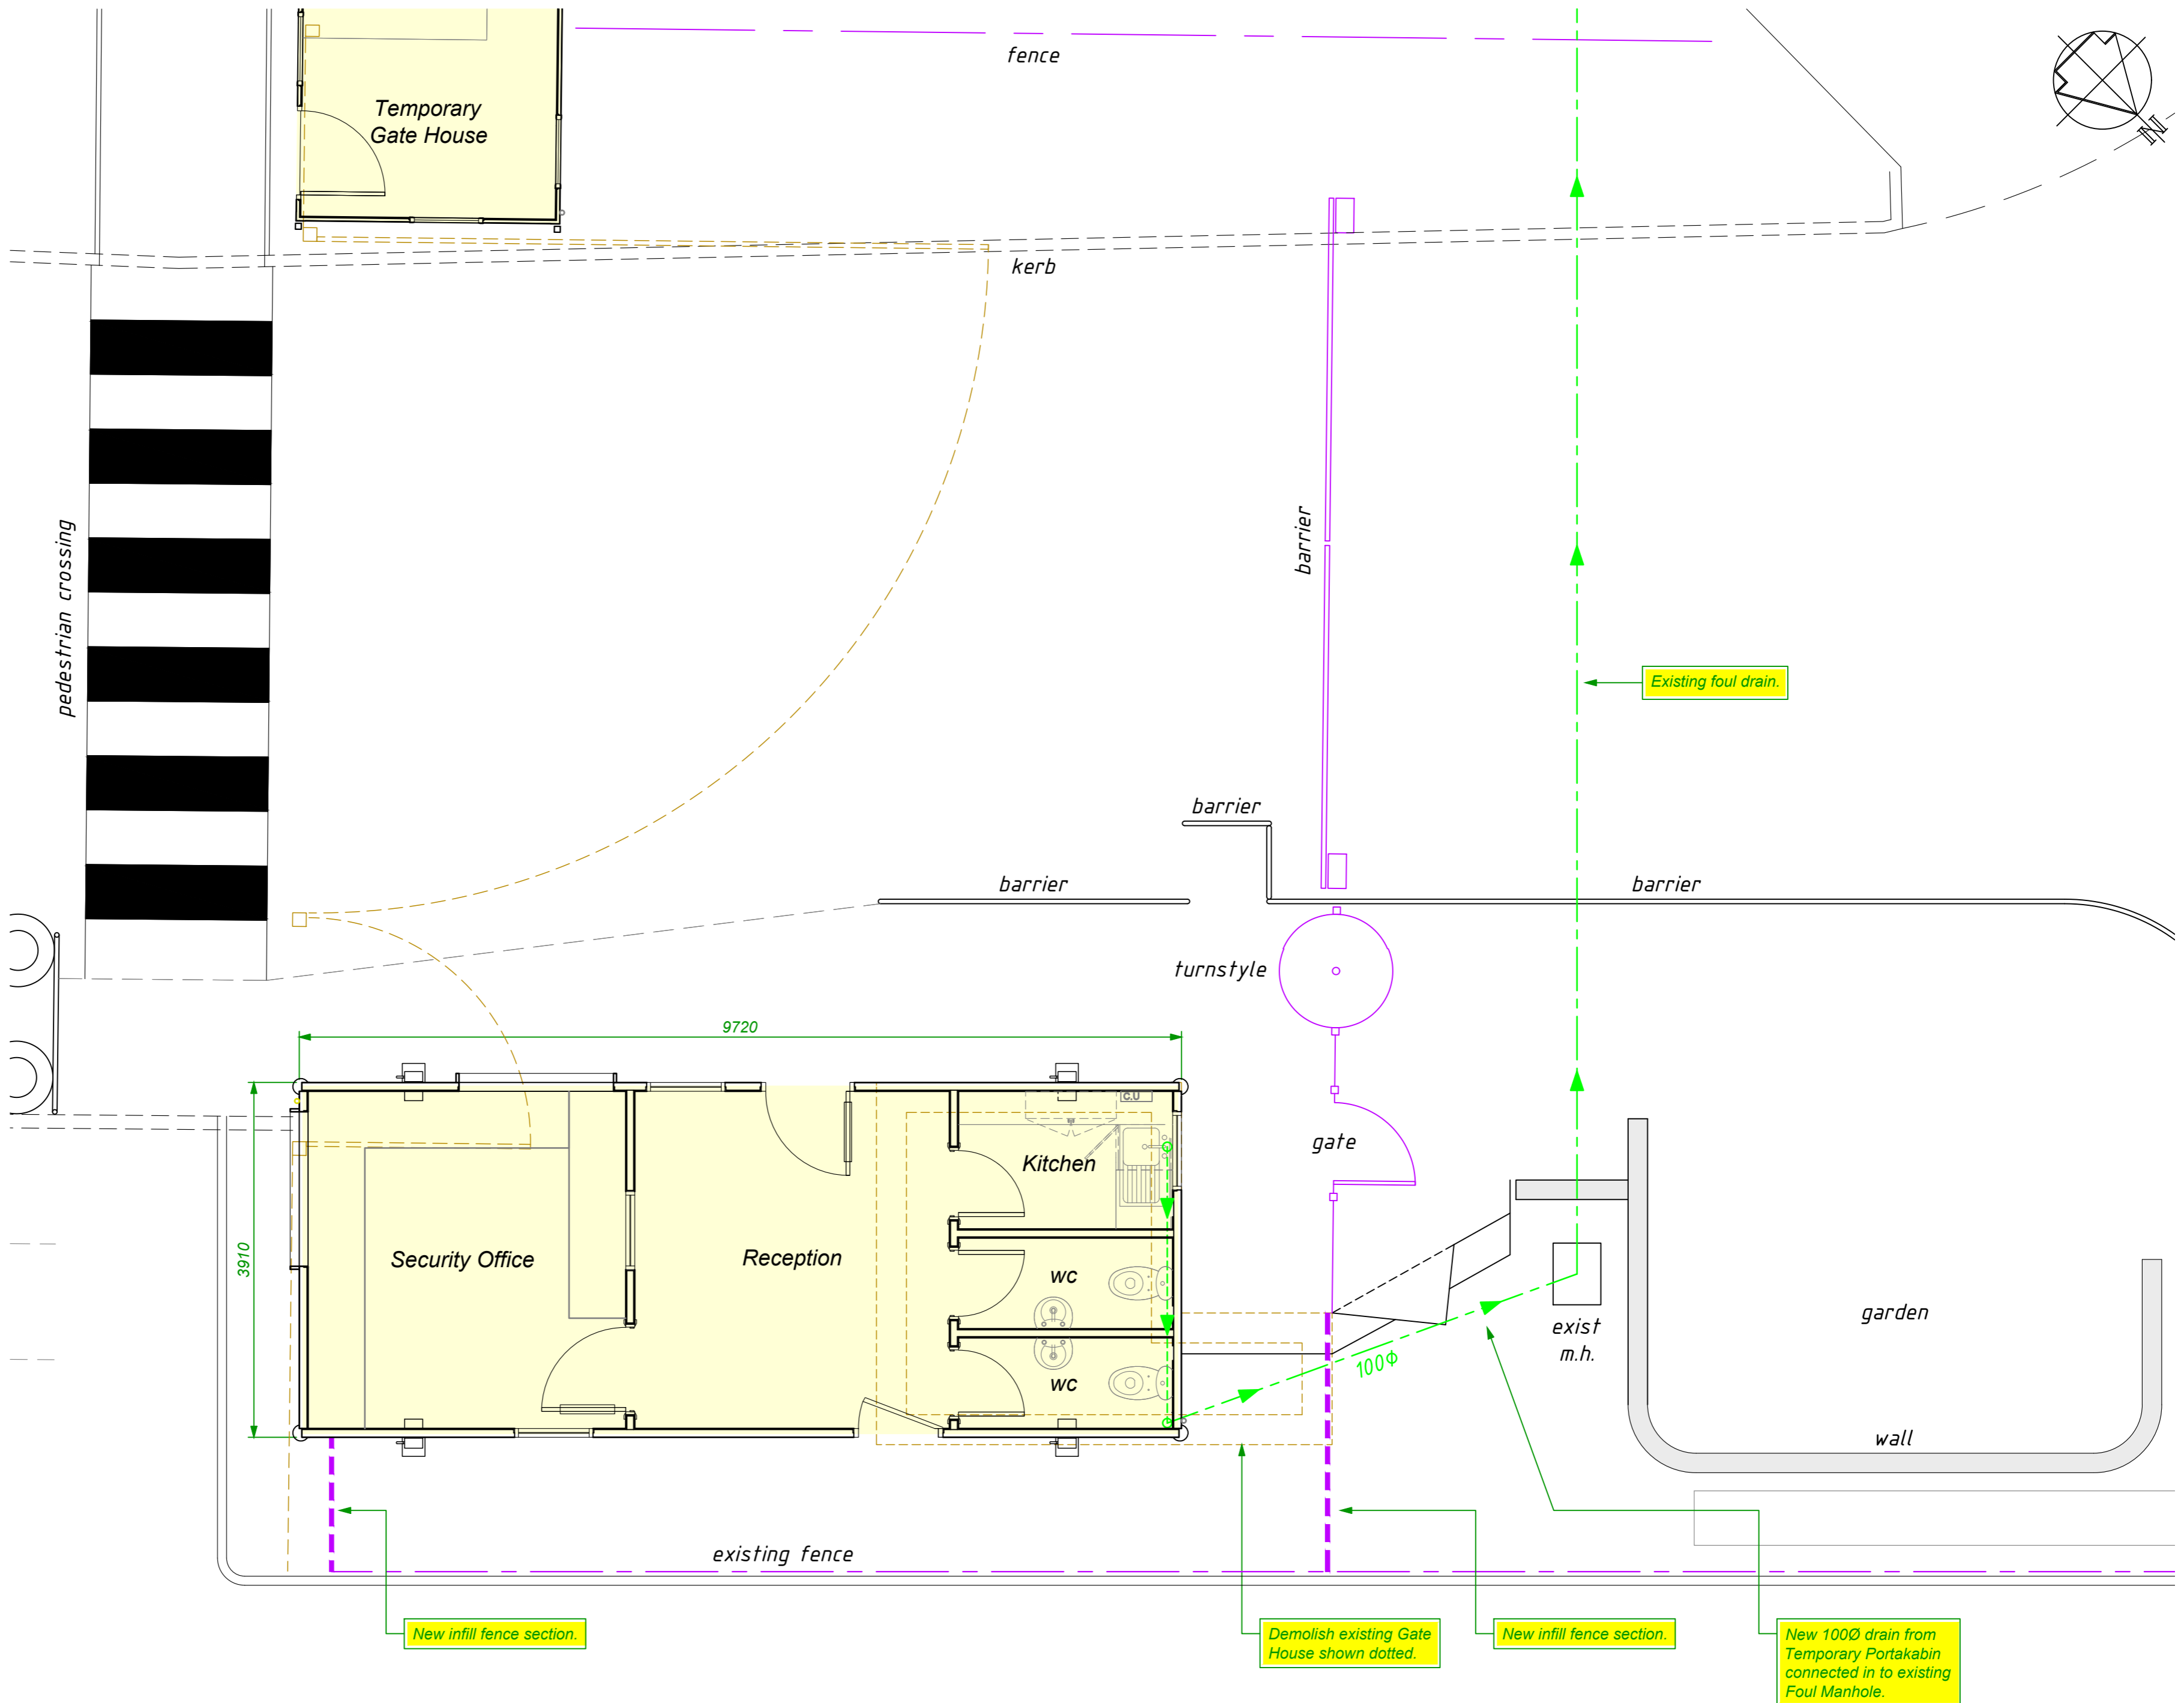 fence
Temporary
Gate House
N
kerb
pedestrian crossing
barrier
Existing foul drain.
barrier
barrier
barrier
turnstyle
9720
C.U
gate
Kitchen
3910
Security Office
Reception
wc
garden
exist
m.h.
100Φ
wc
wall
existing fence
New infill fence section.
Demolish existing Gate
House shown dotted.
New infill fence section.
New 100Ø drain from
Temporary Portakabin
connected in to existing
Foul Manhole.